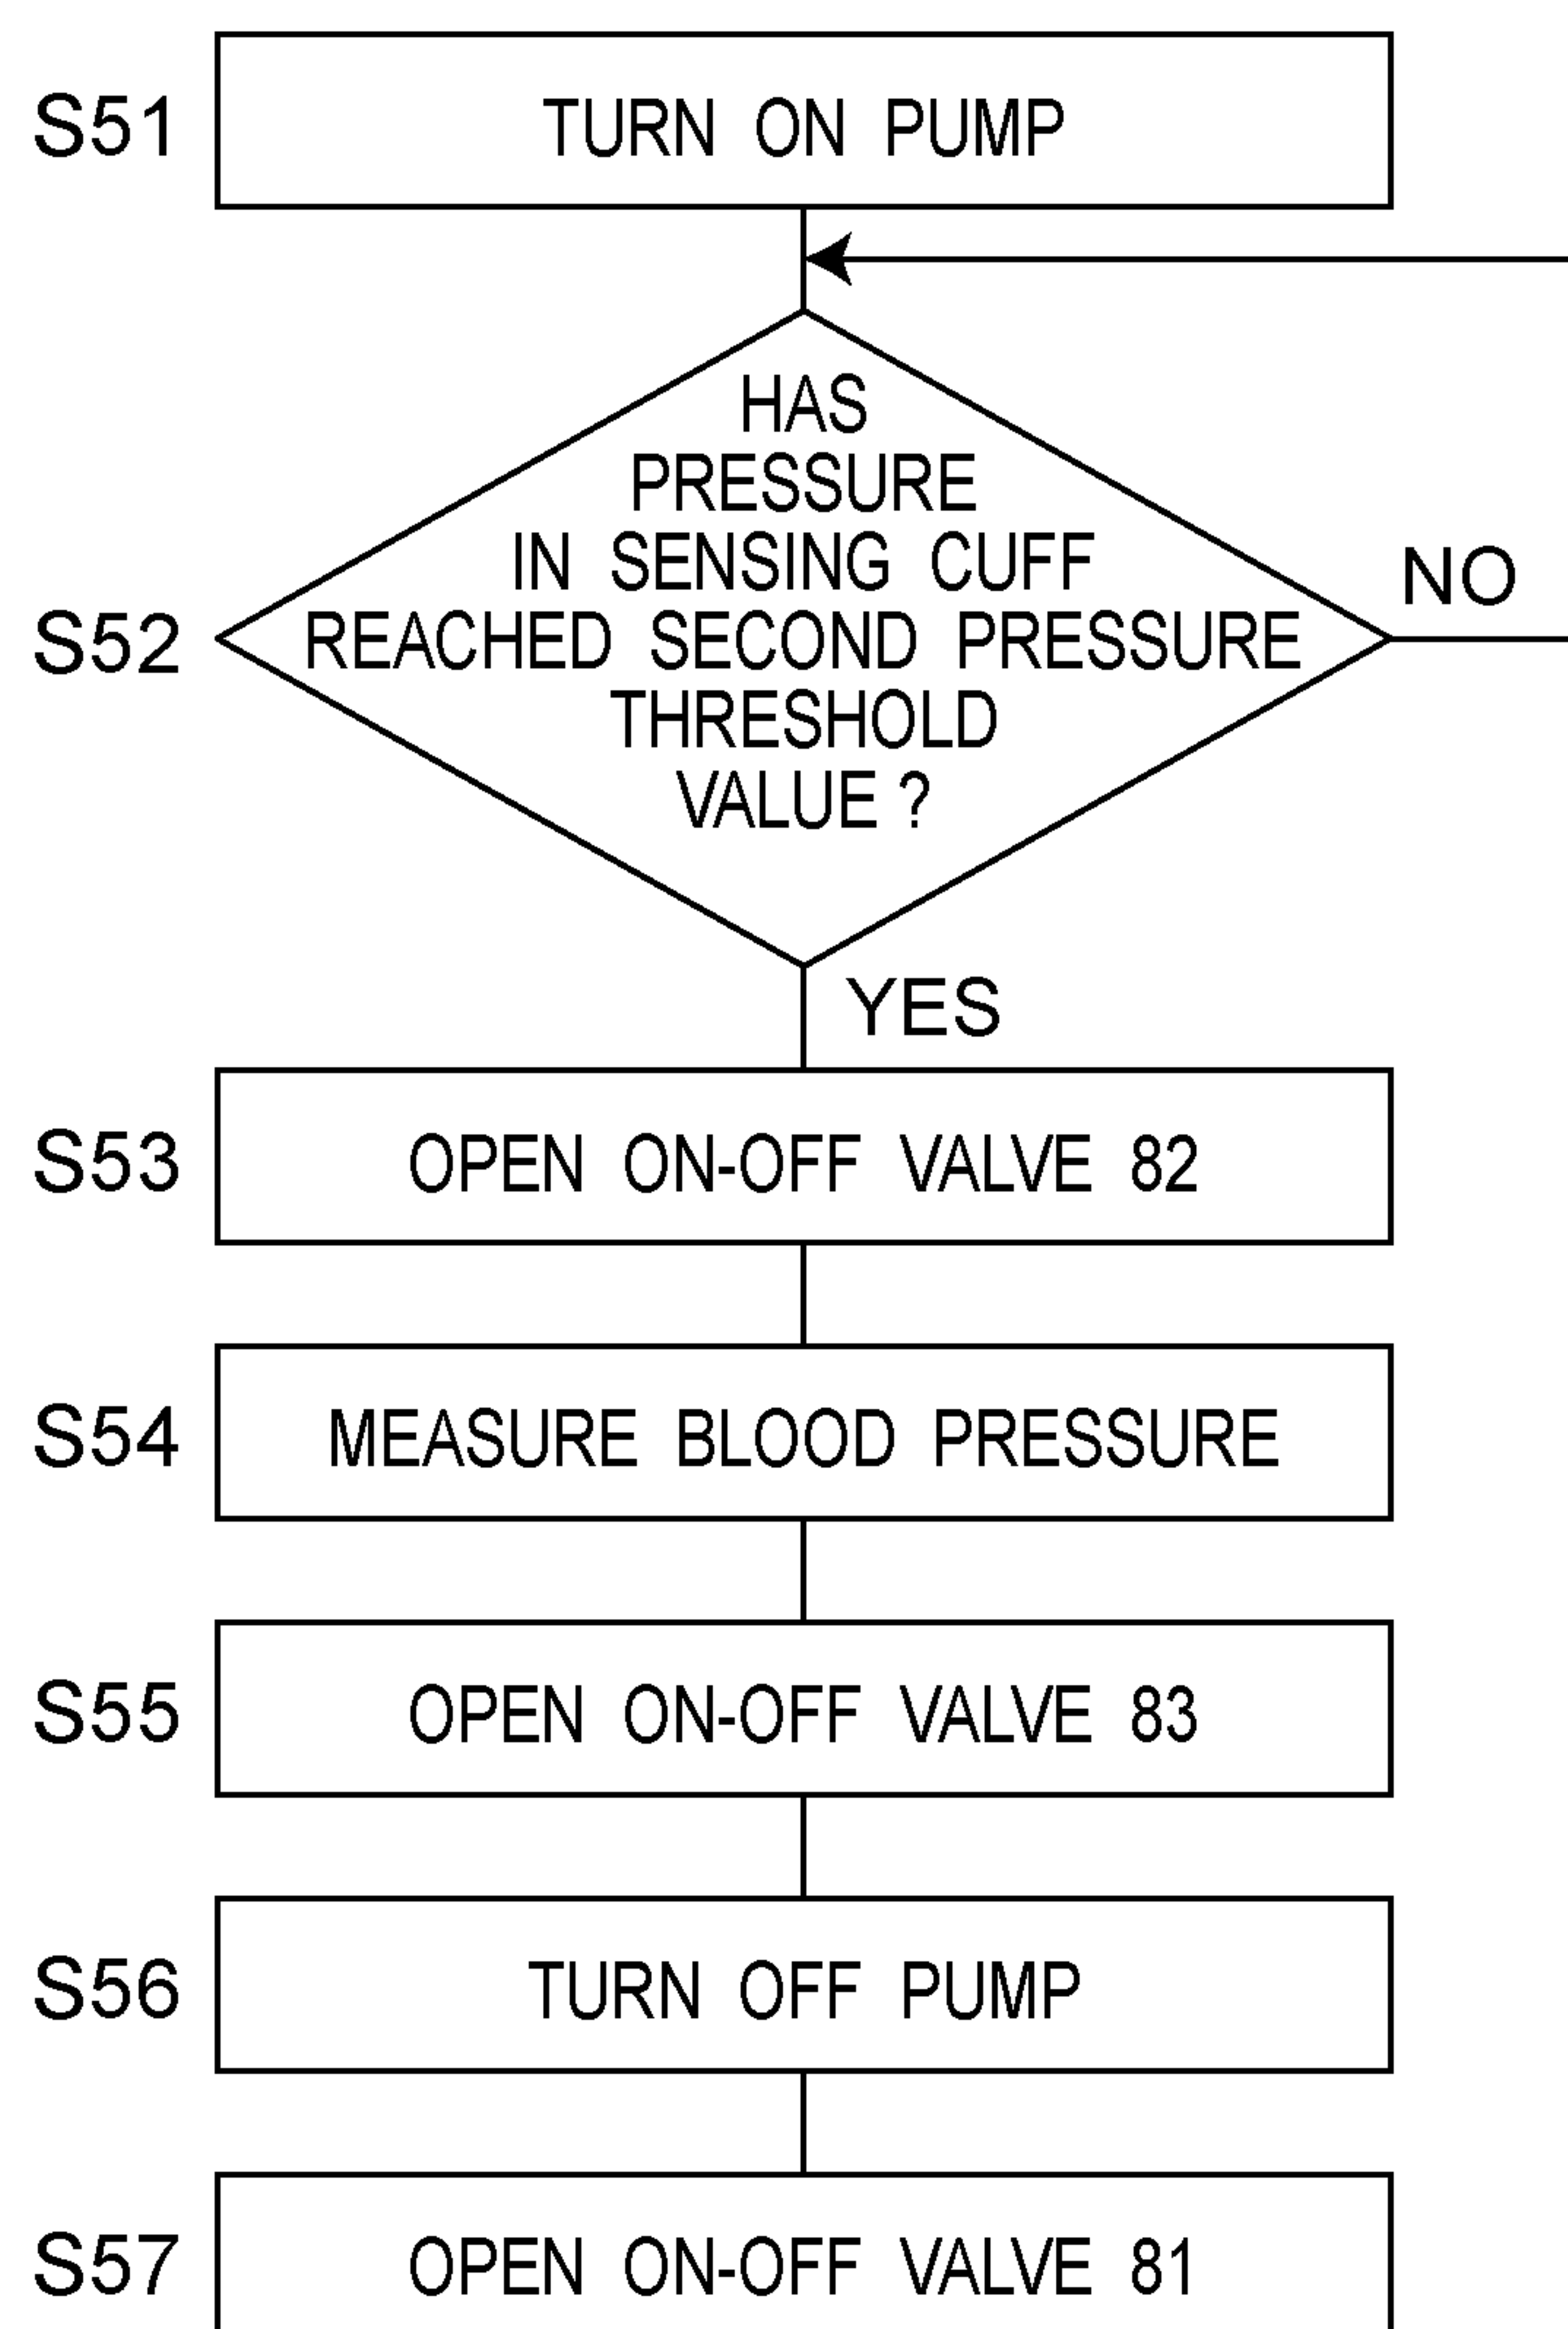 S51 TURN ON PUMP
HAS
PRESSURE
IN SENSING CUFF
S52 REACHED SECOND PRESSURE
THRESHOLD
VALUE ?
NO
YES
S53 OPEN ON-OFF VALVE 82
S54 MEASURE BLOOD PRESSURE
S55 OPEN ON-OFF VALVE 83
S56 TURN OFF PUMP
S57 OPEN ON-OFF VALVE 81